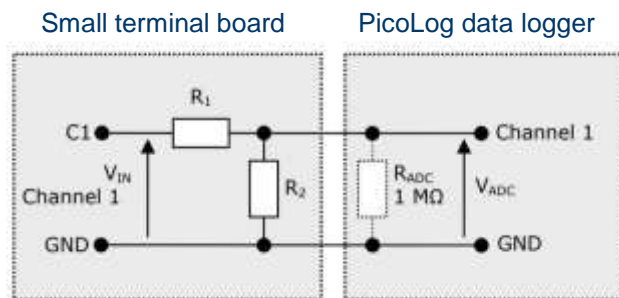 Small terminal board
PicoLog data logger
R1
C1
Channel 1
VIN
Channel 1
R2
RADC
1 MΩ
VADC
GND
GND